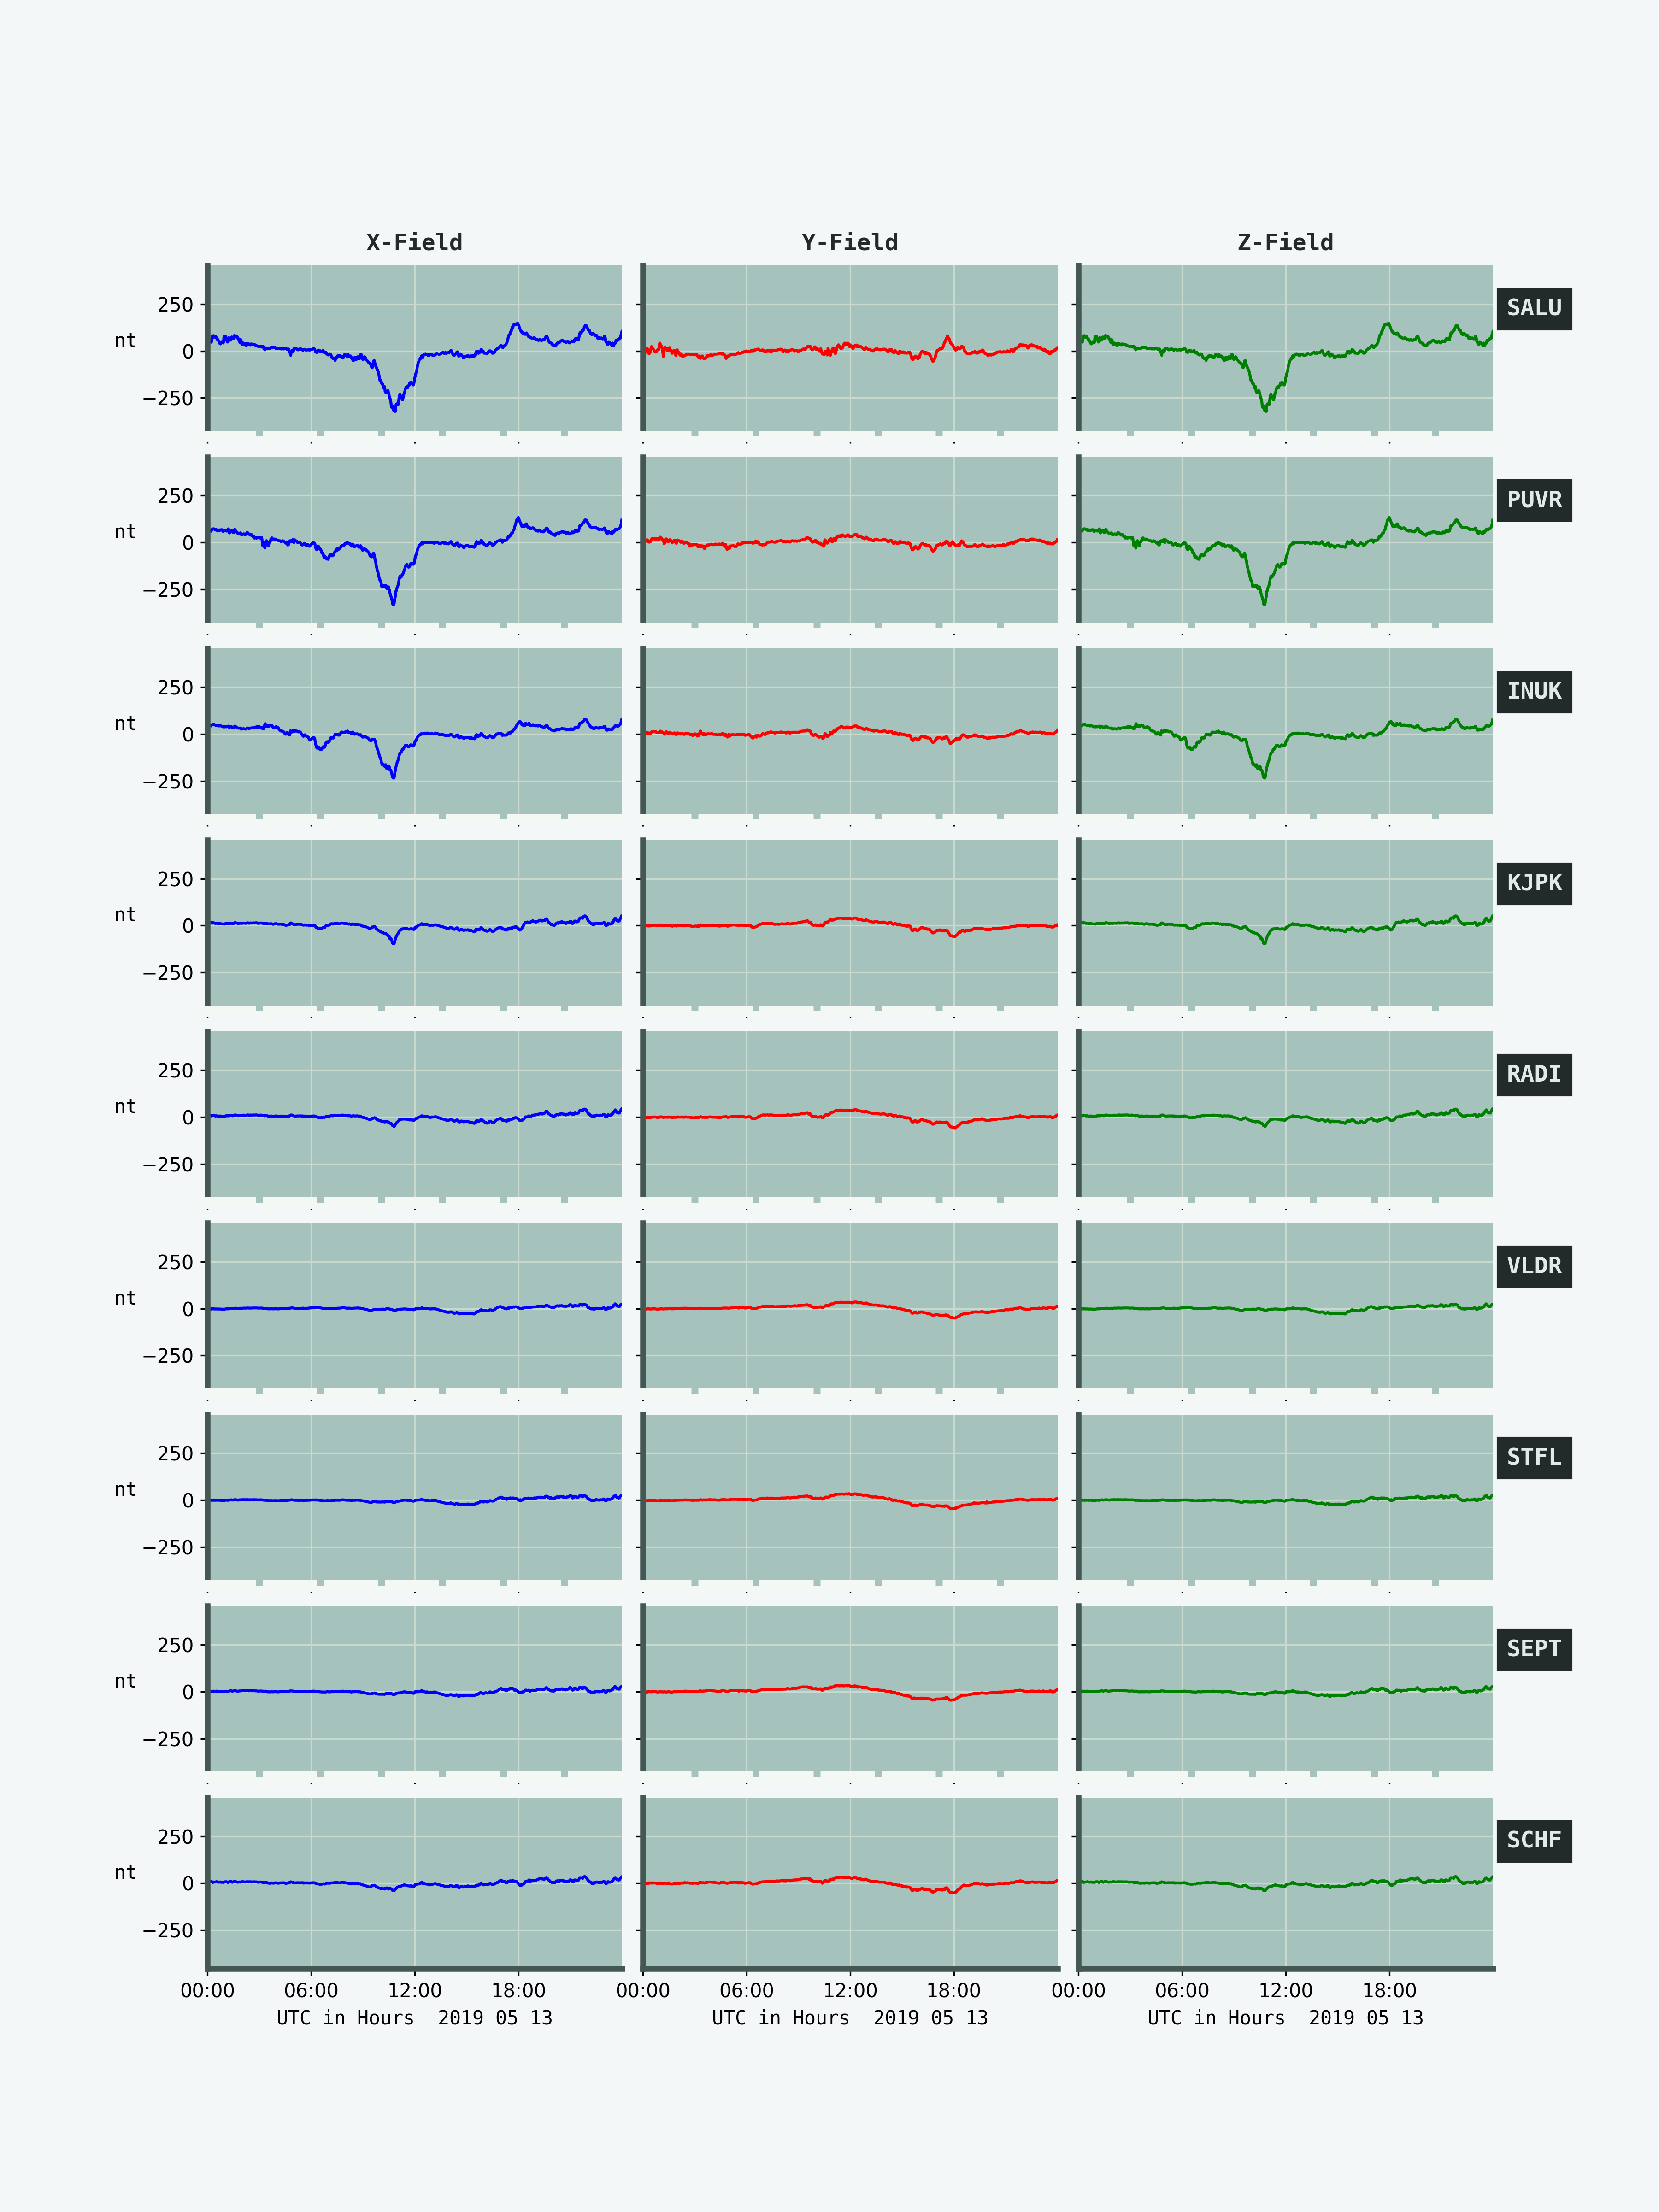 X-Field Y-Field Z-Field
250
nt 0
−250
SALU
250
nt 0
−250
PUVR
250
nt 0
−250
INUK
250
nt 0
−250
KJPK
250
nt 0
−250
RADI
250
nt 0
−250
VLDR
250
nt 0
−250
STFL
250
nt 0
−250
SEPT
250
nt 0
−250
SCHF
00:00 06:00 12:00 18:00 00:00 06:00 12:00 18:00 00:00 06:00 12:00 18:00
UTC in Hours 2019 05 13 UTC in Hours 2019 05 13 UTC in Hours 2019 05 13